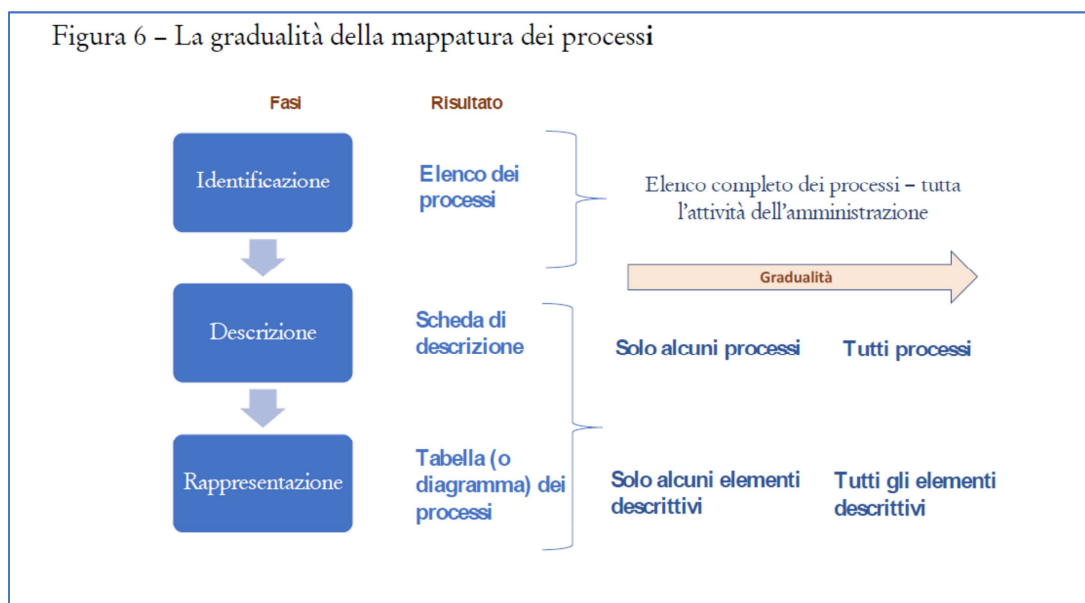 Figura 6 – La gradualità della mappatura dei processi
Fasi
Risultato
Identificazione
Elenco dei
processi
Elenco completo dei processi – tutta
l'attività dell'amministrazione
Gradualità
Descrizione
Scheda di
descrizione
Solo alcuni processi
Tutti processi
Rappresentazione
Tabella (o
diagramma) dei
processi
Solo alcuni elementi
descrittivi
Tutti gli elementi
descrittivi